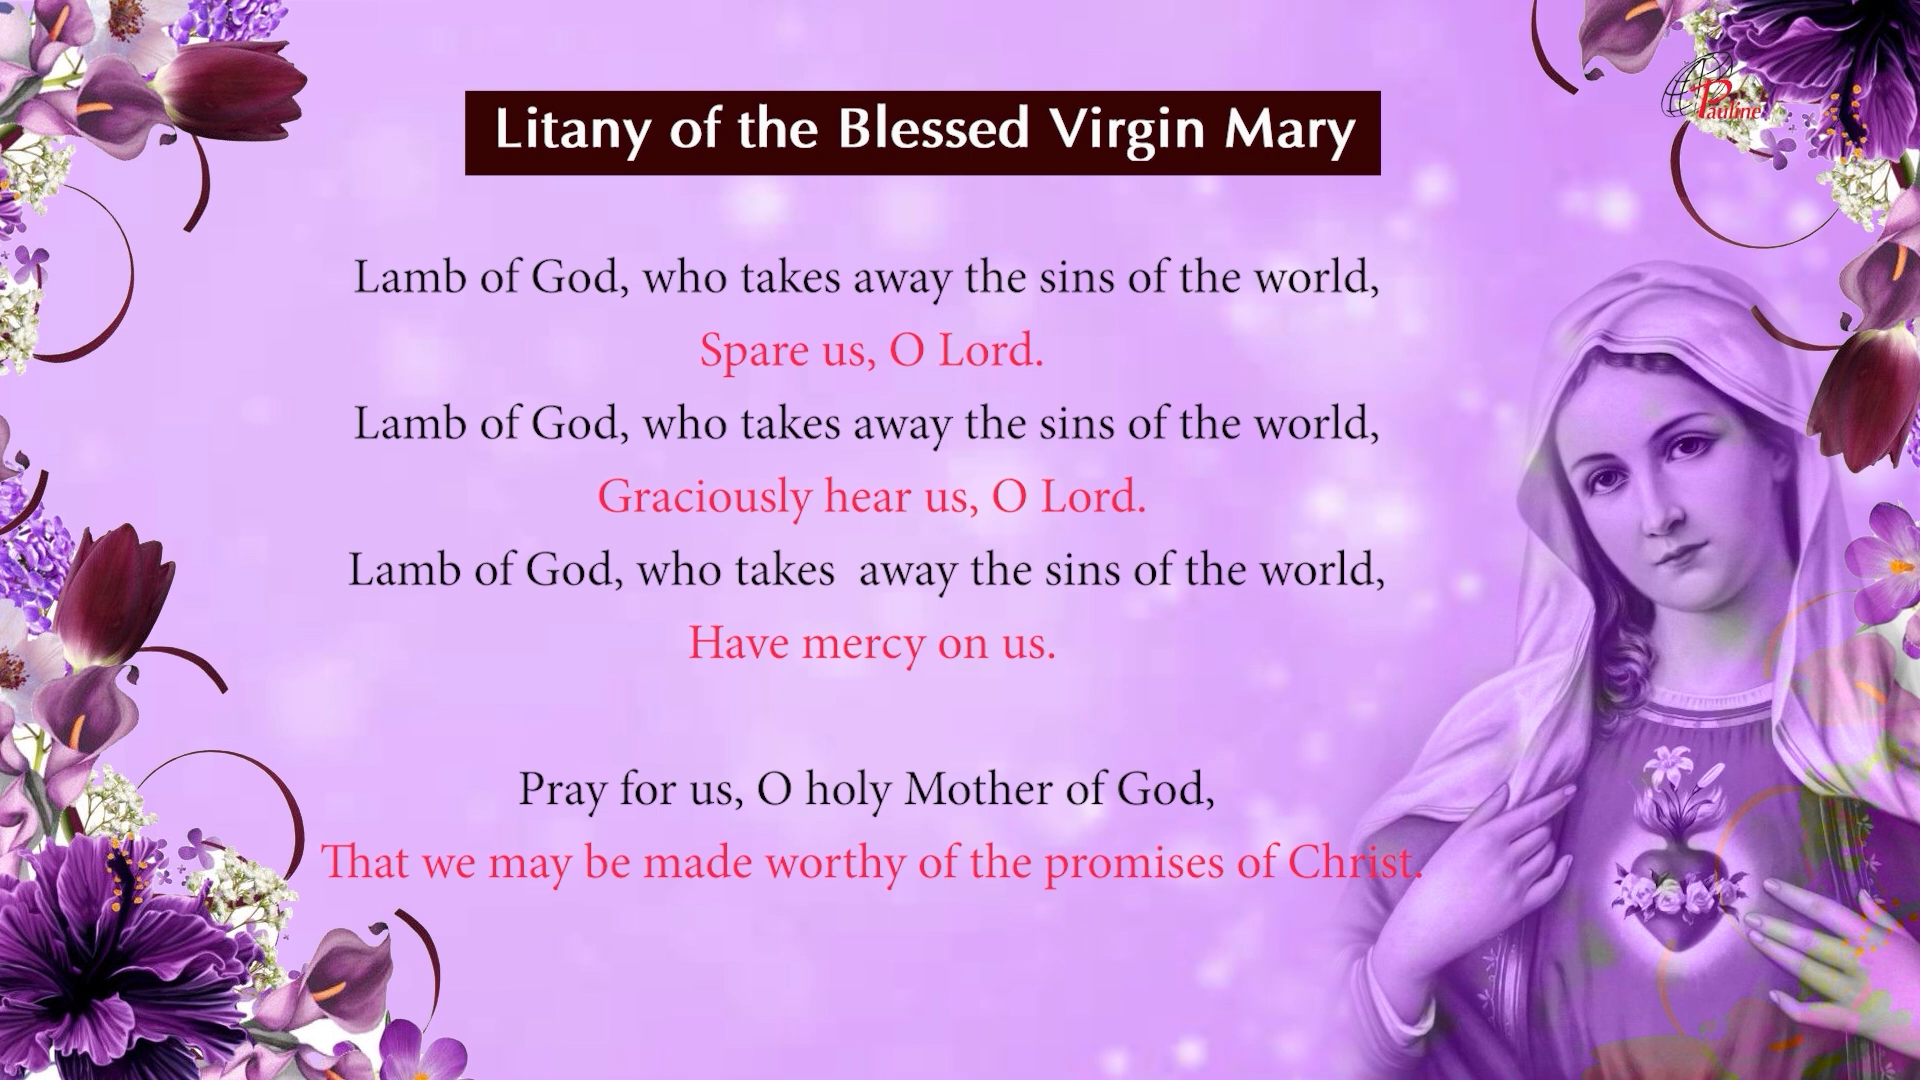 Pauline
Litany of the Blessed Virgin Mary
Lamb of God, who takes away the sins of the world,
Spare us, O Lord.
Lamb of God, who takes away the sins of the world,
Graciously hear us, O Lord.
Lamb of God, who takes  away the sins of the world,
Have mercy on us.
Pray for us, O holy Mother of God,
That we may be made worthy of the promises of Christ.